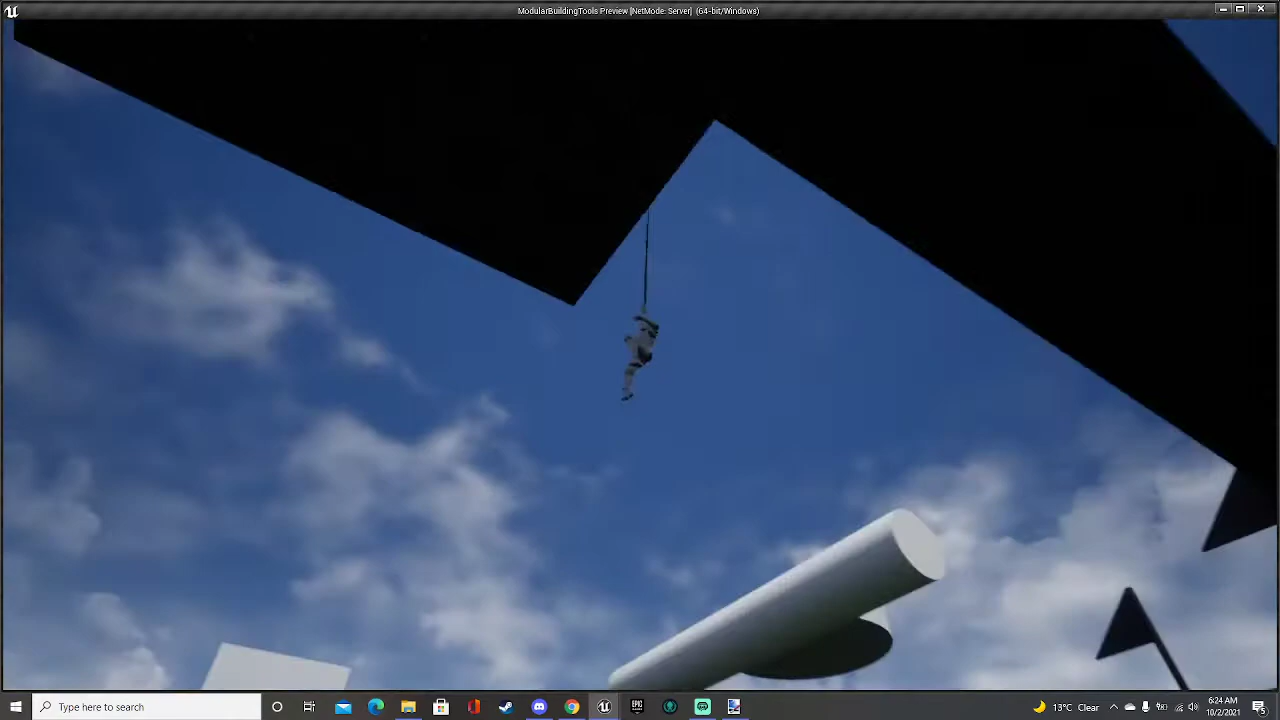 ModularBuildingTools Preview [NetMode: Server] (64-bit/Windows)
Type here to search
EPIC
13°C Clear
6:24 AM
10/2/2021